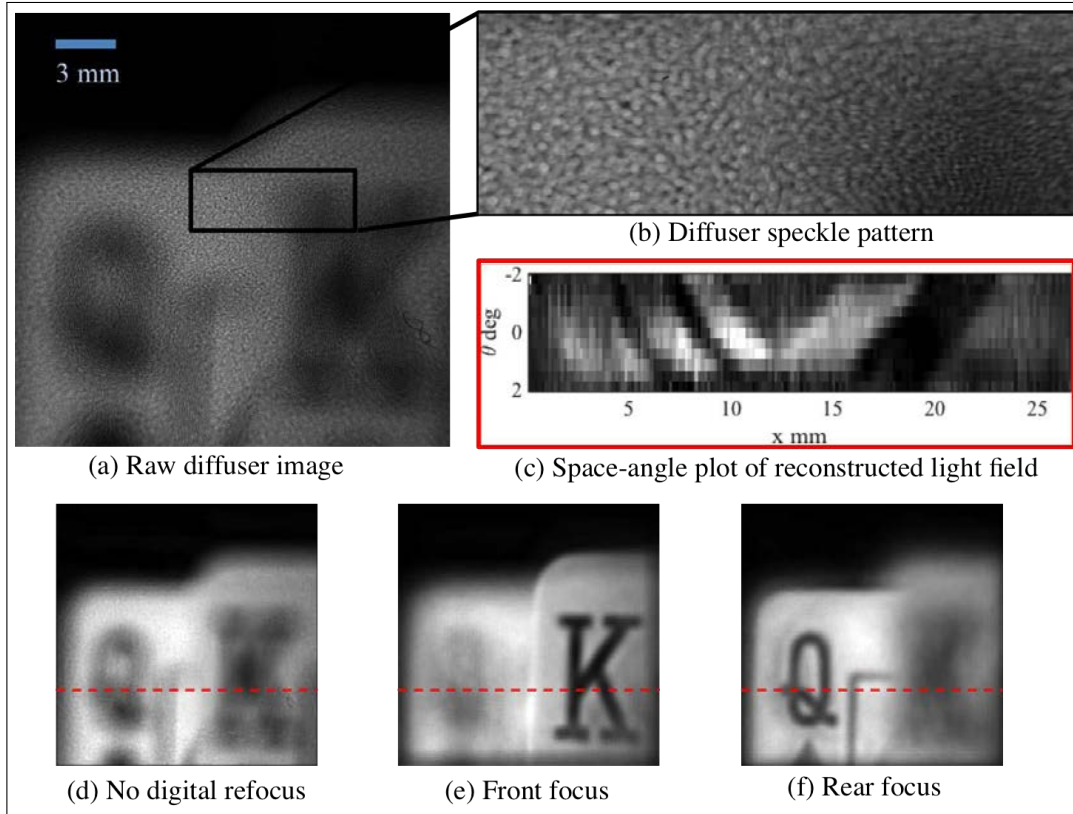 3 mm
(b) Diffuser speckle pattern
-2
0
2
θ deg
5 10 15 20 25
x mm
(a) Raw diffuser image
(c) Space-angle plot of reconstructed light field
K
Q
(d) No digital refocus
(e) Front focus
(f) Rear focus